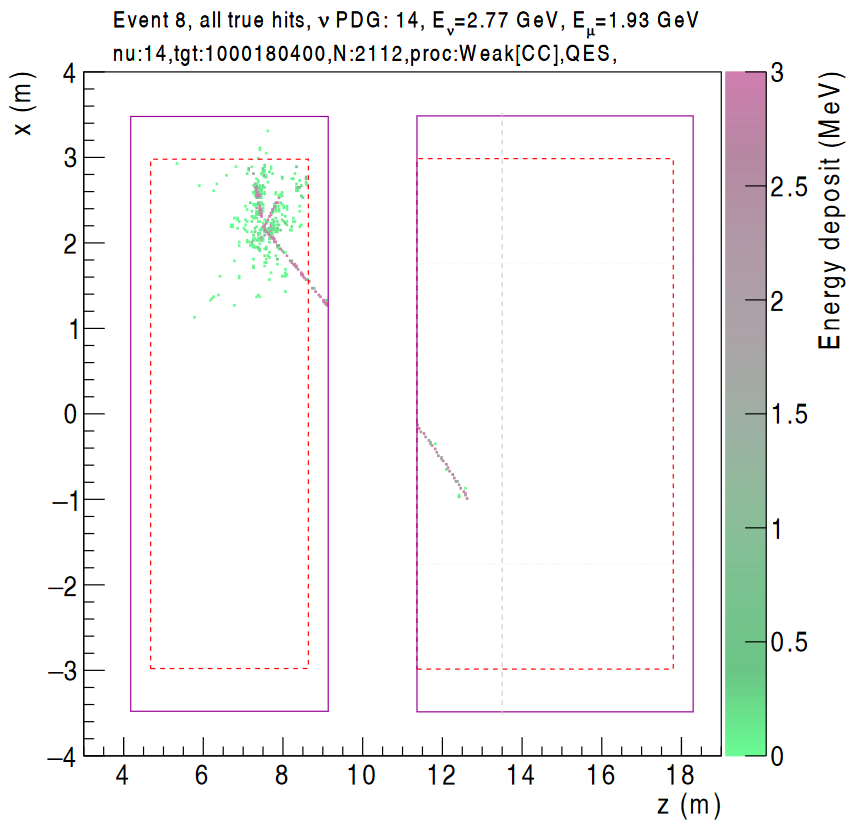 Event 8, all true hits, ν PDG: 14, Eν=2.77 GeV, Eμ=1.93 GeV
nu:14,tgt:1000180400,N:2112,proc:Weak[CC],QES,
x (m)
4
3
2
1
0
−1
−2
−3
−4
4 6 8 10 12 14 16 18
z (m)
3
2.5
2
1.5
1
0.5
0
Energy deposit (MeV)